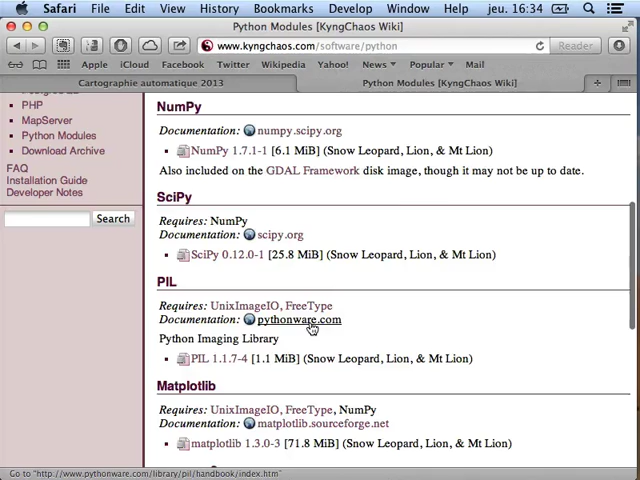 Safari File Edit View History Bookmarks Develop Window Help jeu. 16:34
Python Modules [KyngChaos Wiki]
www.kyngchaos.com/software/python Reader
Apple iCloud Facebook Twitter Wikipedia Yahoo! News Popular Mail
Cartographie automatique 2013 Python Modules [KyngChaos Wiki]
PHP
MapServer
Python Modules
Download Archive
FAQ
Installation Guide
Developer Notes
Search
NumPy
Documentation: numpy.scipy.org
NumPy 1.7.1-1 [6.1 MiB] (Snow Leopard, Lion, & Mt Lion)
Also included on the GDAL Framework disk image, though it may not be up to date.
SciPy
Requires: NumPy
Documentation: scipy.org
SciPy 0.12.0-1 [25.8 MiB] (Snow Leopard, Lion, & Mt Lion)
PIL
Requires: UnixImageIO, FreeType
Documentation: pythonware.com
Python Imaging Library
PIL 1.1.7-4 [1.1 MiB] (Snow Leopard, Lion, & Mt Lion)
Matplotlib
Requires: UnixImageIO, FreeType, NumPy
Documentation: matplotlib.sourceforge.net
matplotlib 1.3.0-3 [71.8 MiB] (Snow Leopard, Lion, & Mt Lion)
Go to "http://www.pythonware.com/library/pil/handbook/index.htm"